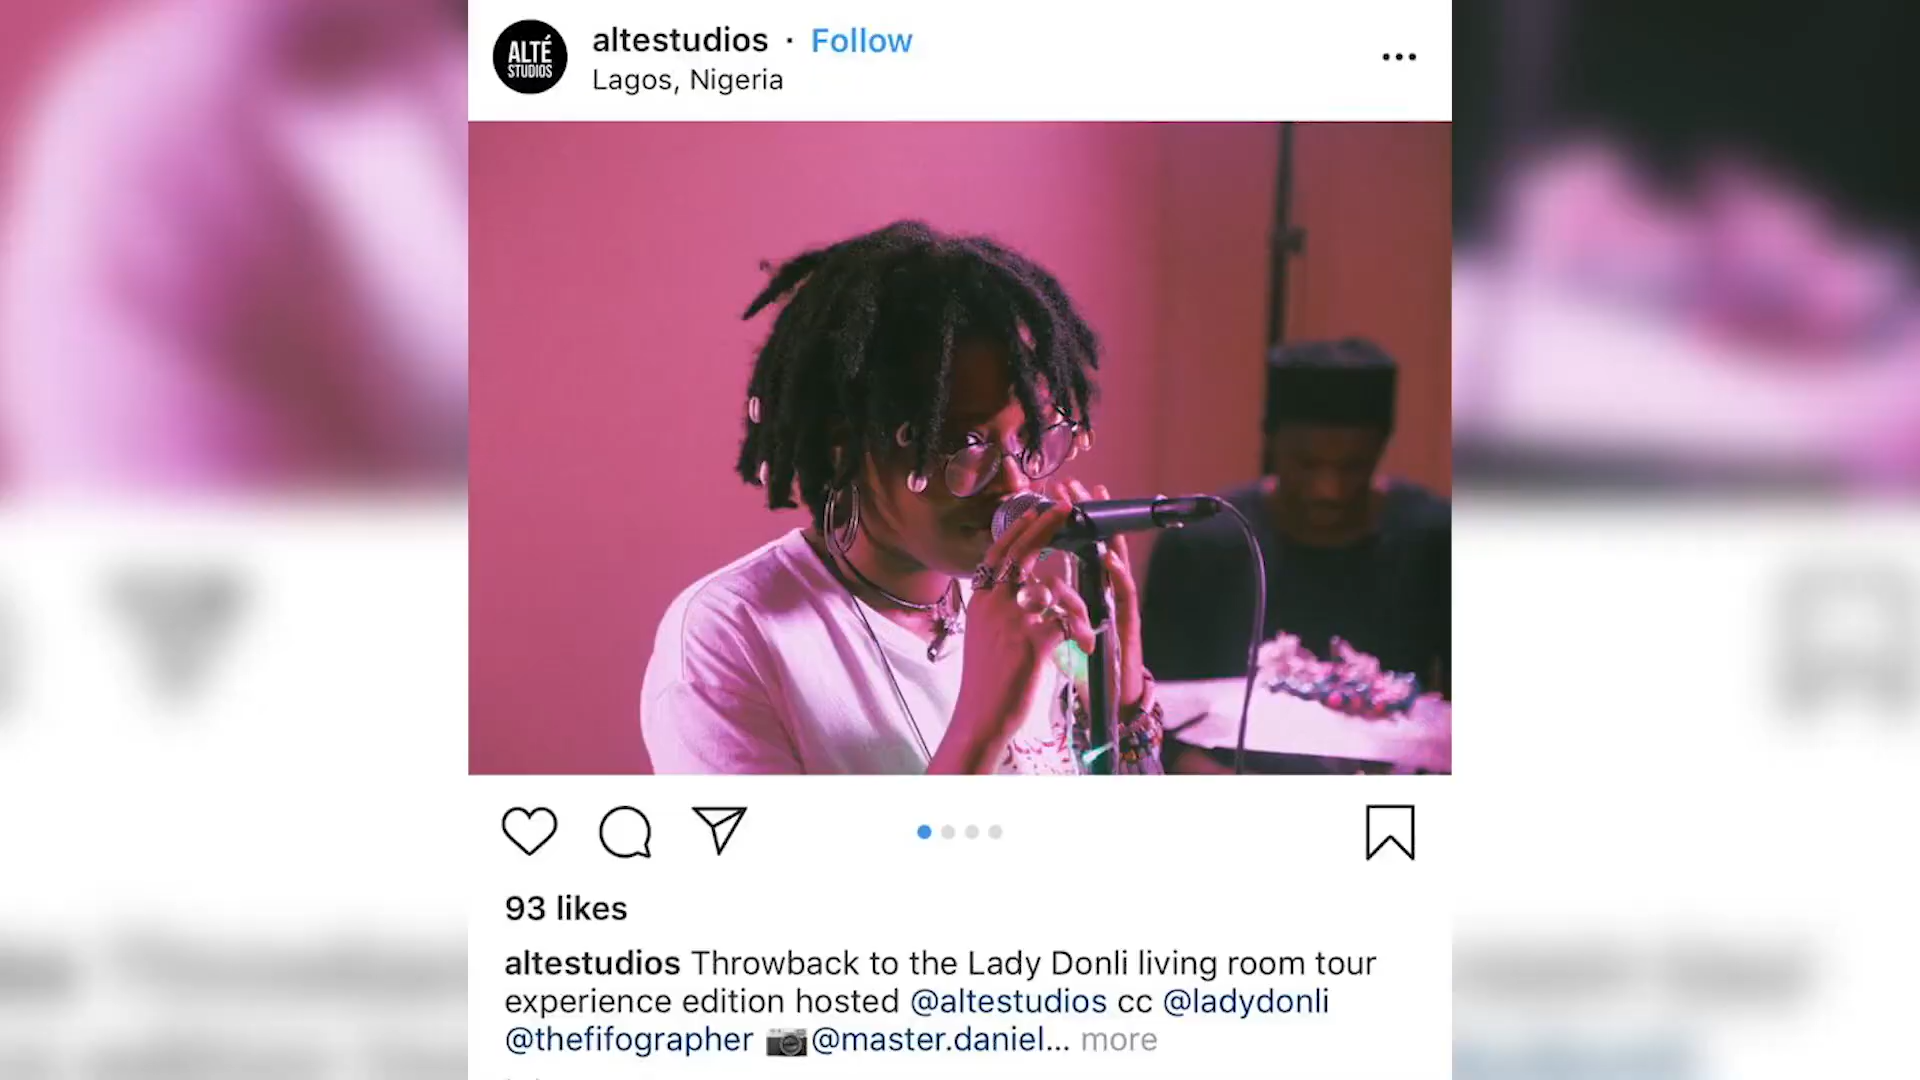 ALTÉ
STUDIOS
altestudios · Follow
Lagos, Nigeria
93 likes
altestudios Throwback to the Lady Donli living room tour
experience edition hosted @altestudios cc @ladydonli
@thefifographer 📷@master.daniel... more